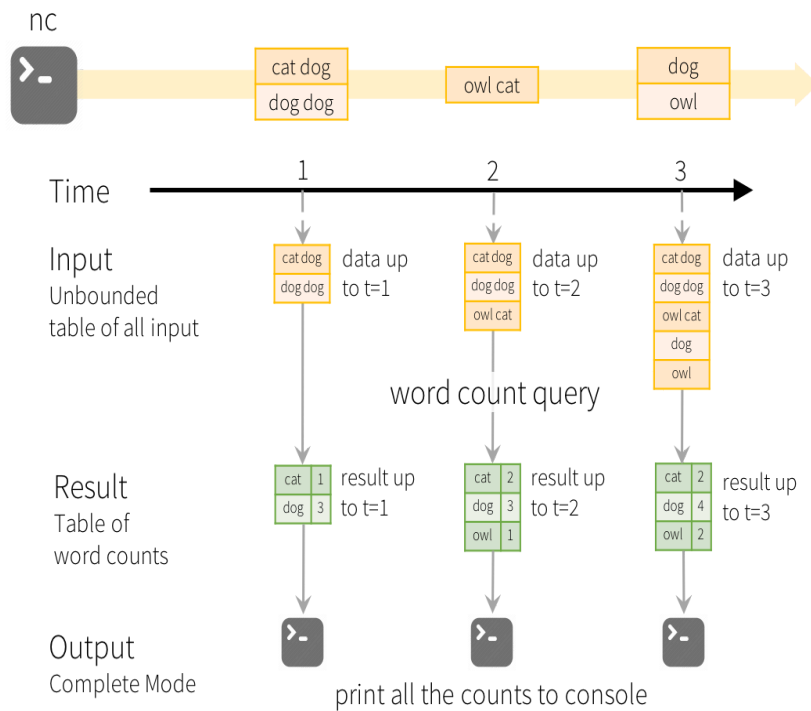 nc
>_
cat dog
dog dog
owl cat
dog
owl
Time
1
2
3
Input
Unbounded
table of all input
cat dog
dog dog
data up
to t=1
cat dog
dog dog
owl cat
data up
to t=2
cat dog
dog dog
owl cat
dog
owl
data up
to t=3
word count query
Result
Table of
word counts
cat 1
dog 3
result up
to t=1
cat 2
dog 3
owl 1
result up
to t=2
cat 2
dog 4
owl 2
result up
to t=3
Output
Complete Mode
>_
>_
>_
print all the counts to console